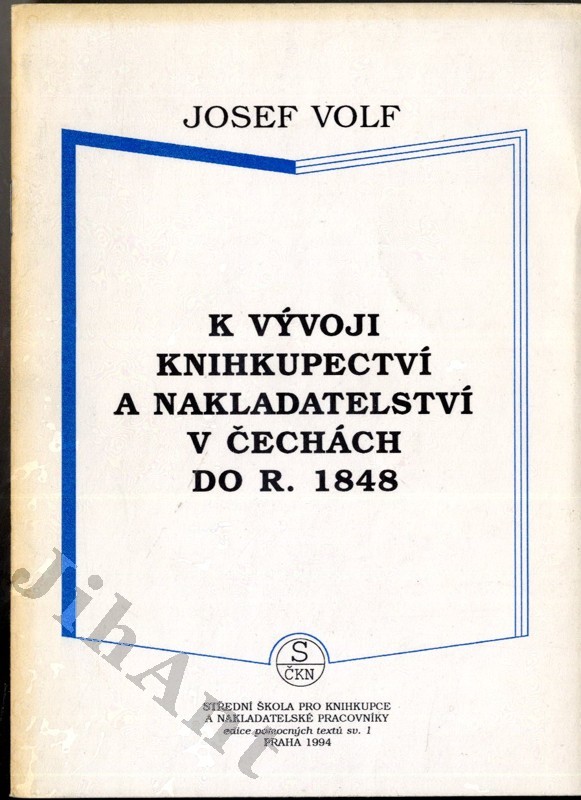 JOSEF VOLF
K VÝVOJI
KNIHKUPECTVÍ
A NAKLADATELSTVÍ
V ČECHÁCH
DO R. 1848
S
ČKN
STŘEDNÍ ŠKOLA PRO KNIHKUPCE
A NAKLADATELSKÉ PRACOVNÍKY
edice pomocných textů sv. 1
PRAHA 1994
JihAnt